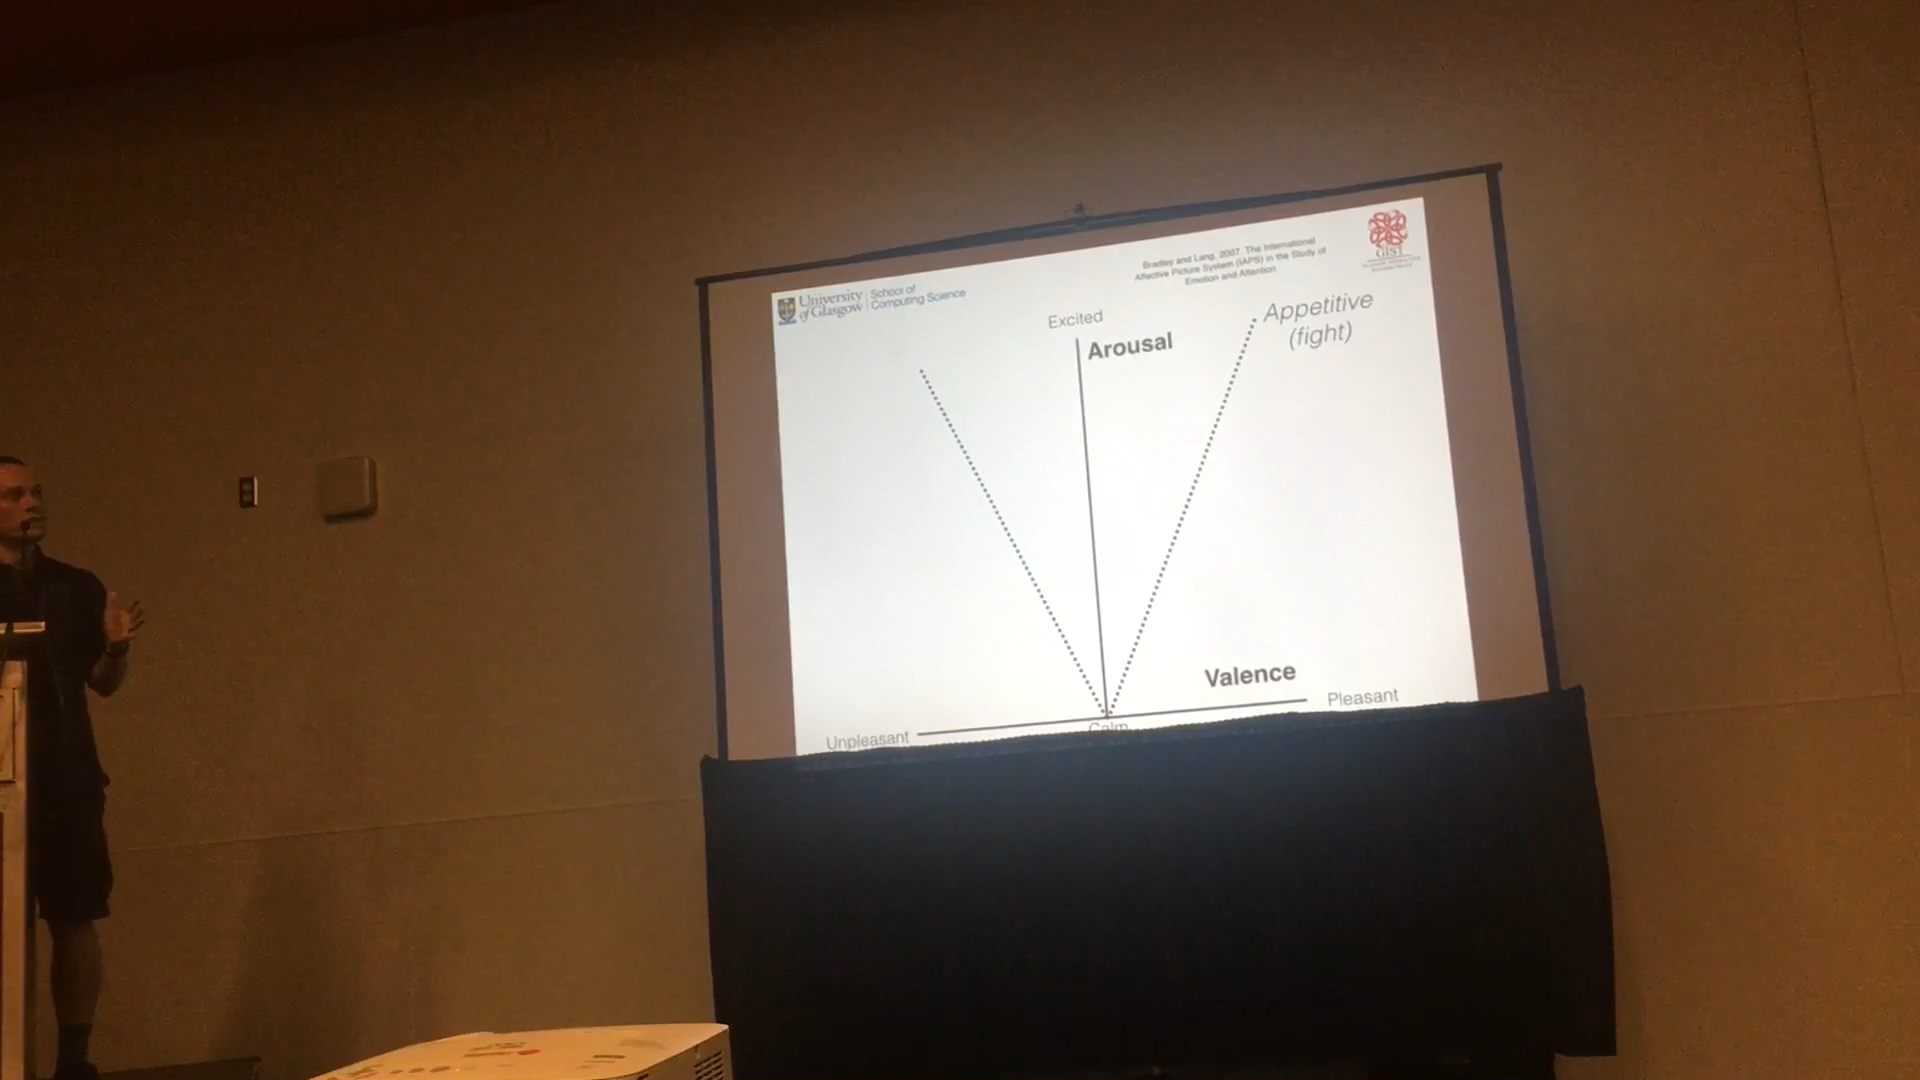 University
of Glasgow
School of
Computing Science
Bradley and Lang, 2007. The International
Affective Picture System (IAPS) in the Study of
Emotion and Attention
GIST
Excited
Arousal
Appetitive
(fight)
Valence
Pleasant
Calm
Unpleasant